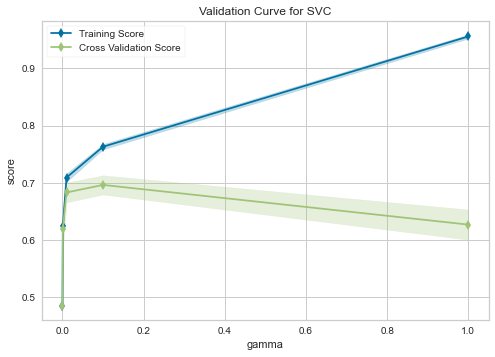 Validation Curve for SVC
Training Score
Cross Validation Score
score
0.9
0.8
0.7
0.6
0.5
0.0 0.2 0.4 0.6 0.8 1.0
gamma